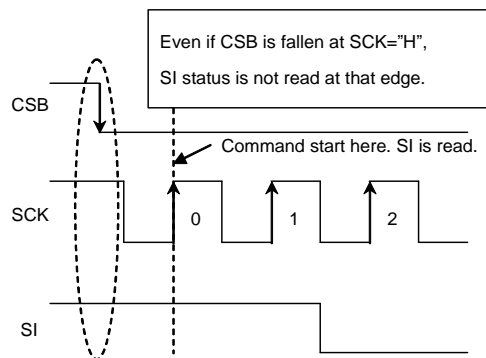 Even if CSB is fallen at SCK=”H”,
SI status is not read at that edge.
CSB
Command start here. SI is read.
SCK
0 1 2
SI